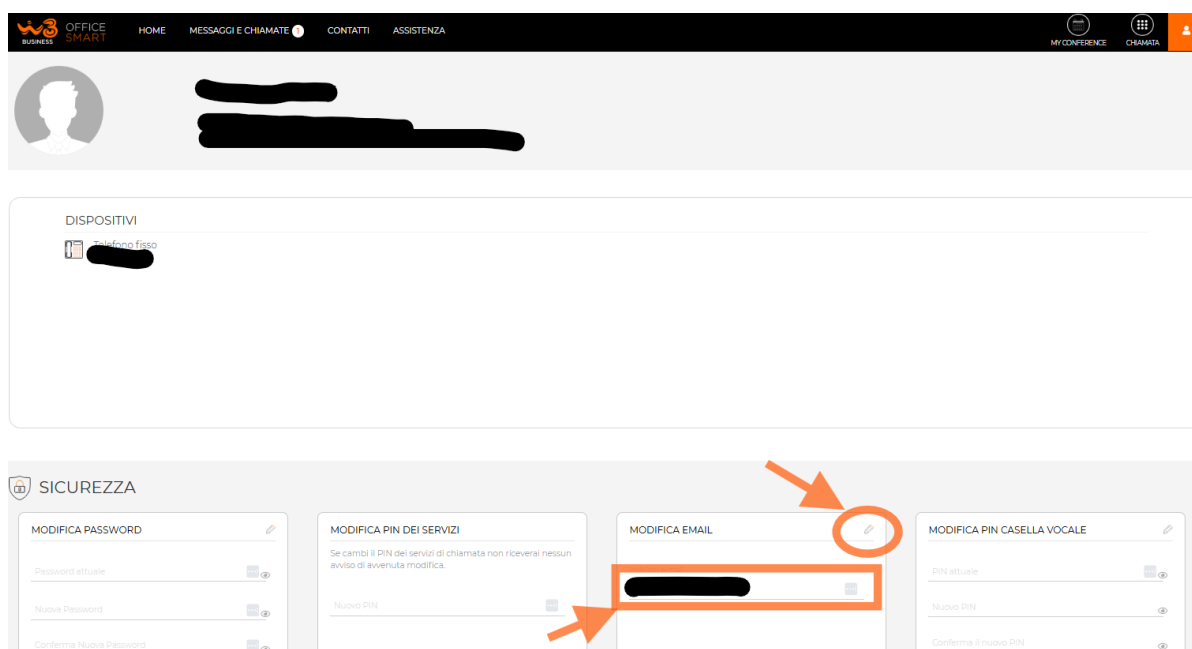 W3 OFFICE SMART BUSINESS
HOME MESSAGGI E CHIAMATE 1 CONTATTI ASSISTENZA MY CONFERENCE CHIAMATA
DISPOSITIVI
Telefono fisso
SICUREZZA
MODIFICA PASSWORD
Password attuale
Nuova Password
Conferma Nuova Password
MODIFICA PIN DEI SERVIZI
Se cambi il PIN dei servizi di chiamata non riceverai nessun
avviso di avvenuta modifica.
Nuovo PIN
MODIFICA EMAIL
MODIFICA PIN CASELLA VOCALE
PIN attuale
Nuovo PIN
Conferma il nuovo PIN